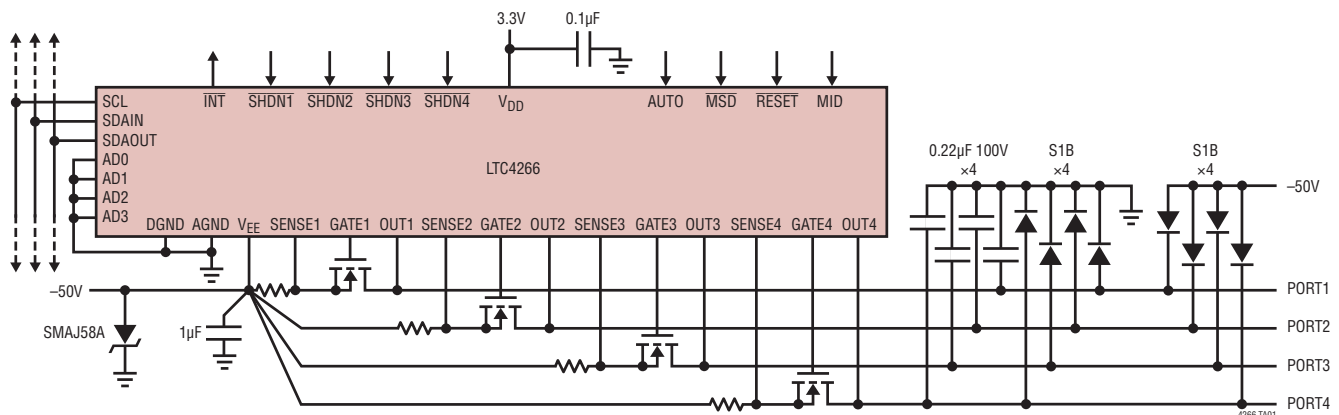 3.3V
0.1µF
SCL
SDAIN
SDAOUT
AD0
AD1
AD2
AD3
INT
SHDN1
SHDN2
SHDN3
SHDN4
VDD
AUTO
MSD
RESET
MID
LTC4266
DGND
AGND
VEE
SENSE1
GATE1
OUT1
SENSE2
GATE2
OUT2
SENSE3
GATE3
OUT3
SENSE4
GATE4
OUT4
0.22µF 100V
×4
S1B
×4
S1B
×4
–50V
–50V
SMAJ58A
1µF
PORT1
PORT2
PORT3
PORT4
4266 TA01